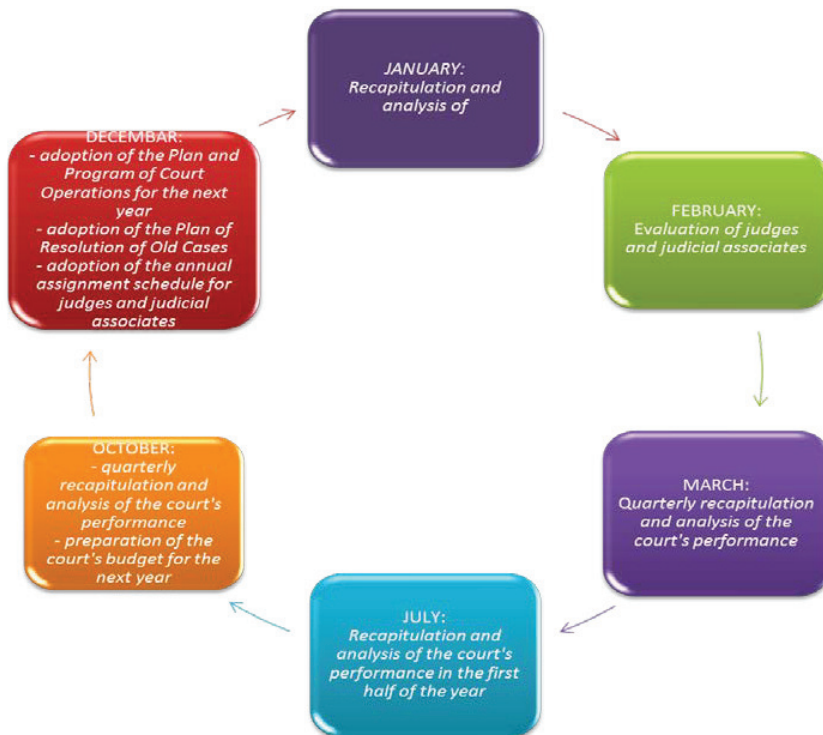 JANUARY:
Recapitulation and
analysis of
FEBRUARY:
Evaluation of judges
and judicial associates
MARCH:
Quarterly recapitulation
and analysis of the
court's performance
JULY:
Recapitulation and
analysis of the court's
performance in the first
half of the year
OCTOBER:
- quarterly
recapitulation and
analysis of the court's
performance
- preparation of the
court's budget for the
next year
DECEMBAR:
- adoption of the Plan and
Program of Court
Operations for the next
year
- adoption of the Plan of
Resolution of Old Cases
- adoption of the annual
assignment schedule for
judges and judicial
associates